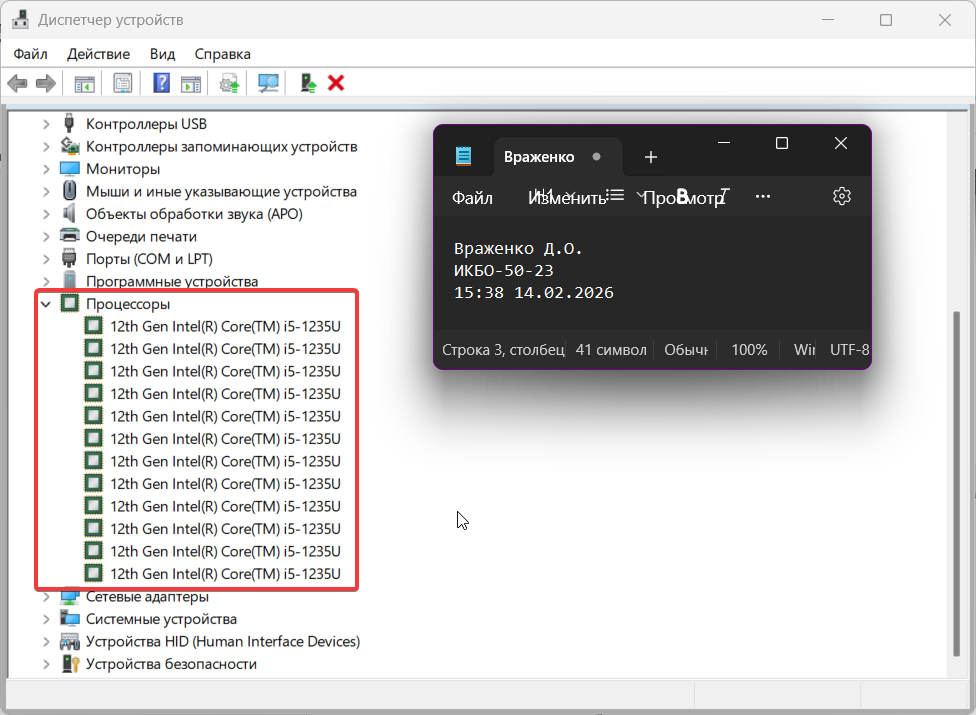 Диспетчер устройств
Файл Действие Вид Справка
Контроллеры USB
Контроллеры запоминающих устройств
Мониторы
Мыши и иные указывающие устройства
Объекты обработки звука (APO)
Очереди печати
Порты (COM и LPT)
Программные устройства
Процессоры
12th Gen Intel(R) Core(TM) i5-1235U
12th Gen Intel(R) Core(TM) i5-1235U
12th Gen Intel(R) Core(TM) i5-1235U
12th Gen Intel(R) Core(TM) i5-1235U
12th Gen Intel(R) Core(TM) i5-1235U
12th Gen Intel(R) Core(TM) i5-1235U
12th Gen Intel(R) Core(TM) i5-1235U
12th Gen Intel(R) Core(TM) i5-1235U
12th Gen Intel(R) Core(TM) i5-1235U
12th Gen Intel(R) Core(TM) i5-1235U
12th Gen Intel(R) Core(TM) i5-1235U
12th Gen Intel(R) Core(TM) i5-1235U
Сетевые адаптеры
Системные устройства
Устройства HID (Human Interface Devices)
Устройства безопасности
Враженко
Файл Изменить H1 Просмотр B I
Враженко Д.О.
ИКБО-50-23
15:38 14.02.2026
Строка 3, столбец 41 символ Обычн 100% Wir UTF-8